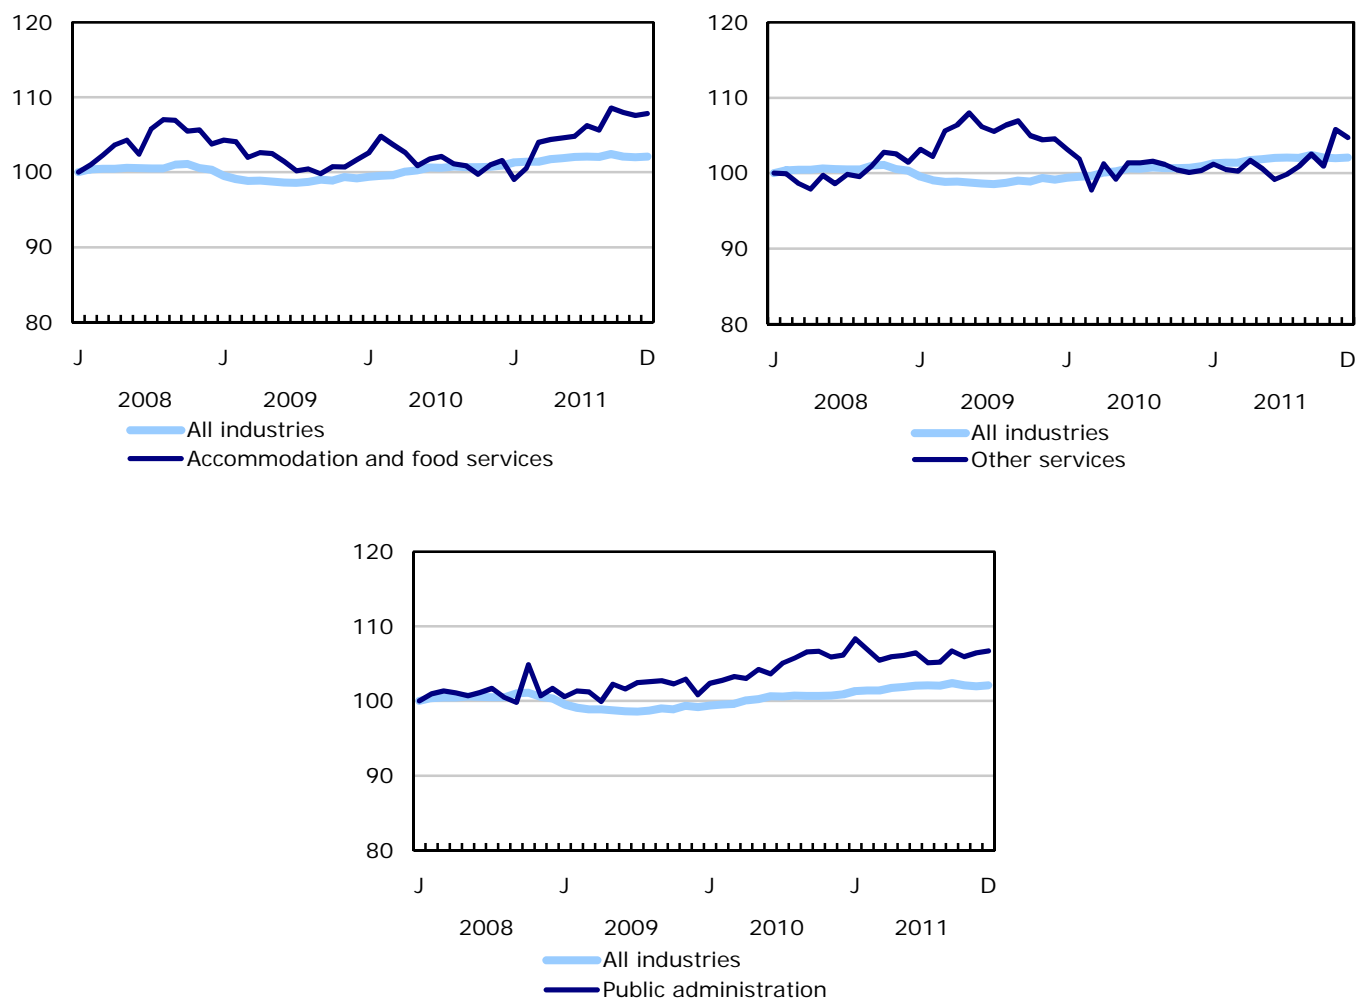 120
110
100
90
80
J J J J D
2008 2009 2010 2011
All industries
Accommodation and food services
120
110
100
90
80
J J J J D
2008 2009 2010 2011
All industries
Other services
120
110
100
90
80
J J J J D
2008 2009 2010 2011
All industries
Public administration